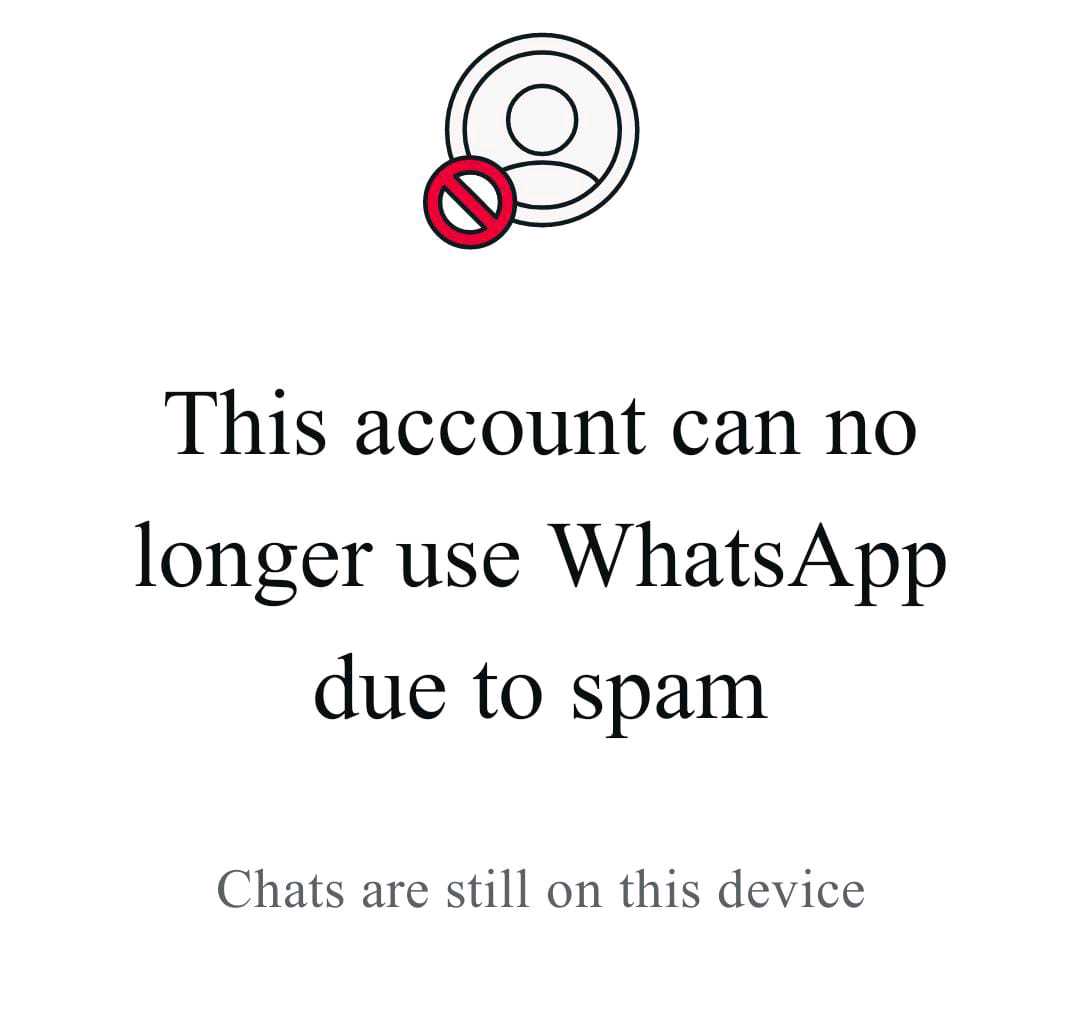 This account can no
longer use WhatsApp
due to spam
Chats are still on this device